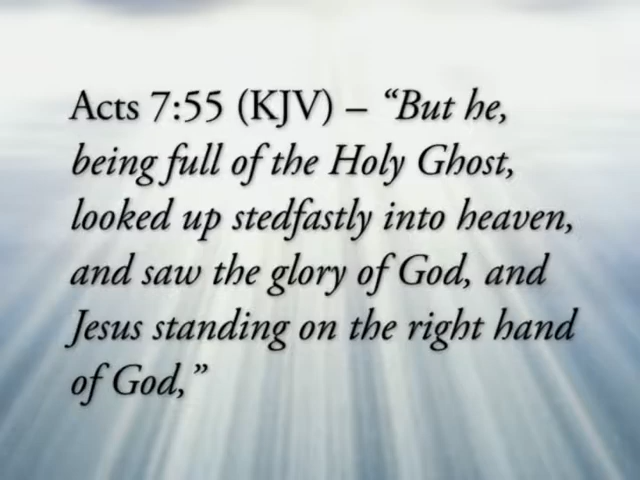 Acts 7:55 (KJV) – “But he,
being full of the Holy Ghost,
looked up stedfastly into heaven,
and saw the glory of God, and
Jesus standing on the right hand
of God,”